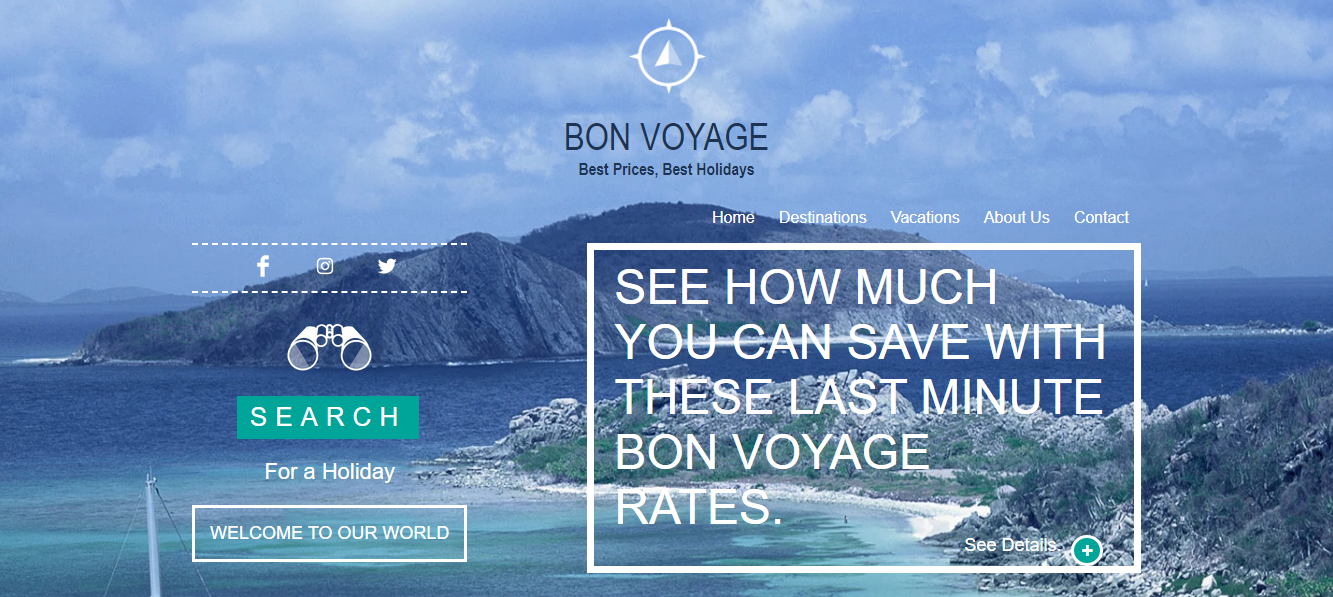 BON VOYAGE
Best Prices, Best Holidays
Home Destinations Vacations About Us Contact
SEARCH
For a Holiday
WELCOME TO OUR WORLD
SEE HOW MUCH
YOU CAN SAVE WITH
THESE LAST MINUTE
BON VOYAGE
RATES.
See Details.